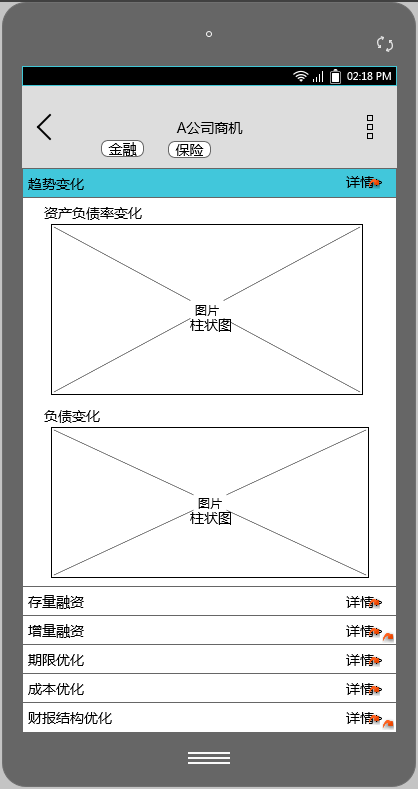 02:18 PM
A公司商机
金融 保险
趋势变化 详情>
资产负债率变化
图片
柱状图
负债变化
图片
柱状图
存量融资 详情>
增量融资 详情>
期限优化 详情>
成本优化 详情>
财报结构优化 详情>